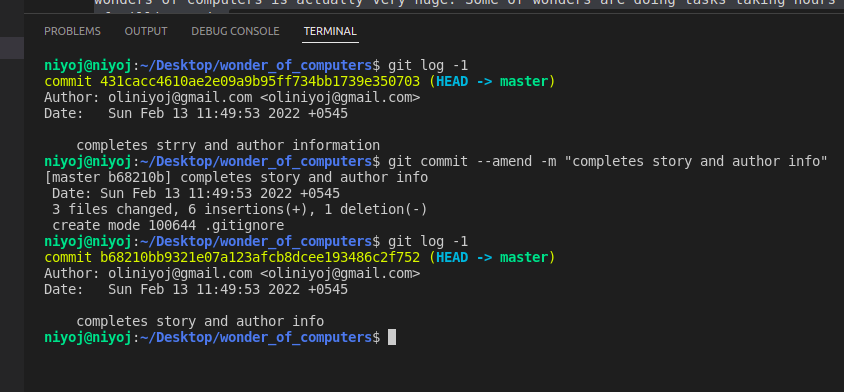 wonders of computers is actually very huge. Some of wonders are doing tasks taking hours
PROBLEMS OUTPUT DEBUG CONSOLE TERMINAL
niyoj@niyoj:~/Desktop/wonder_of_computers$ git log -1
commit 431cacc4610ae2e09a9b95ff734bb1739e350703 (HEAD -> master)
Author: oliniyoj@gmail.com <oliniyoj@gmail.com>
Date:   Sun Feb 13 11:49:53 2022 +0545
    completes strry and author information
niyoj@niyoj:~/Desktop/wonder_of_computers$ git commit --amend -m "completes story and author info"
[master b68210b] completes story and author info
 Date: Sun Feb 13 11:49:53 2022 +0545
 3 files changed, 6 insertions(+), 1 deletion(-)
 create mode 100644 .gitignore
niyoj@niyoj:~/Desktop/wonder_of_computers$ git log -1
commit b68210bb9321e07a123afcb8dcee193486c2f752 (HEAD -> master)
Author: oliniyoj@gmail.com <oliniyoj@gmail.com>
Date:   Sun Feb 13 11:49:53 2022 +0545
    completes story and author info
niyoj@niyoj:~/Desktop/wonder_of_computers$